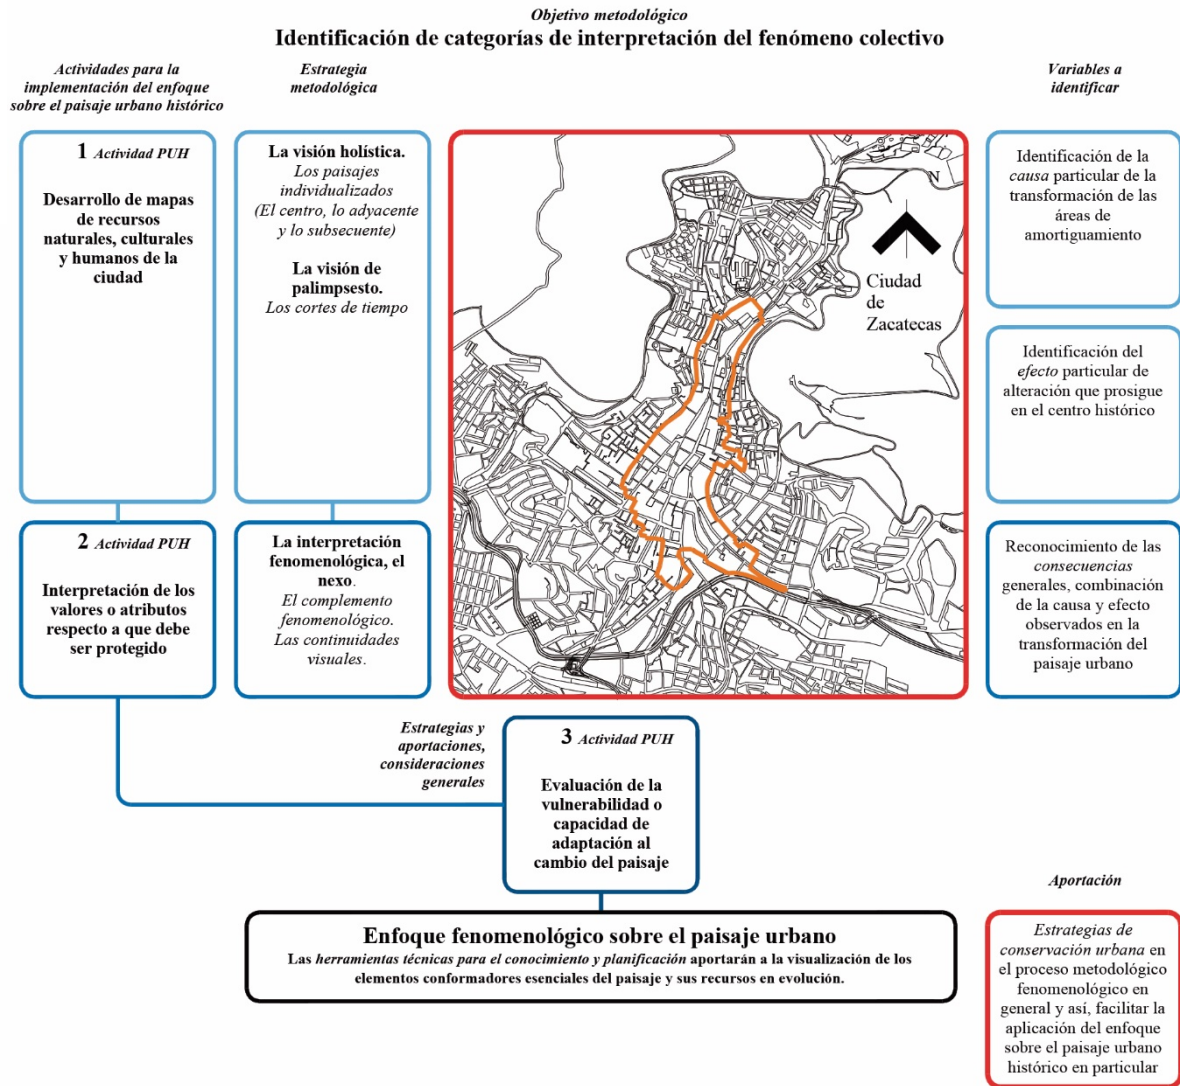 Objetivo metodológico
Identificación de categorías de interpretación del fenómeno colectivo
Actividades para la
implementación del enfoque
sobre el paisaje urbano histórico
Estrategia
metodológica
Variables a
identificar
1 Actividad PUH
Desarrollo de mapas
de recursos
naturales, culturales
y humanos de la
ciudad
La visión holística.
Los paisajes
individualizados
(El centro, lo adyacente
y lo subsecuente)
La visión de
palimpsesto.
Los cortes de tiempo
N
Ciudad
de
Zacatecas
Identificación de la
causa particular de la
transformación de las
áreas de
amortiguamiento
Identificación del
efecto particular de
alteración que prosigue
en el centro histórico
2 Actividad PUH
Interpretación de los
valores o atributos
respecto a que debe
ser protegido
La interpretación
fenomenológica, el
nexo.
El complemento
fenomenológico.
Las continuidades
visuales.
Reconocimiento de las
consecuencias
generales, combinación
de la causa y efecto
observados en la
transformación del
paisaje urbano
Estrategias y
aportaciones,
consideraciones
generales
3 Actividad PUH
Evaluación de la
vulnerabilidad o
capacidad de
adaptación al
cambio del paisaje
Enfoque fenomenológico sobre el paisaje urbano
Las herramientas técnicas para el conocimiento y planificación aportarán a la visualización de los
elementos conformadores esenciales del paisaje y sus recursos en evolución.
Aportación
Estrategias de
conservación urbana en
el proceso metodológico
fenomenológico en
general y así, facilitar la
aplicación del enfoque
sobre el paisaje urbano
histórico en particular